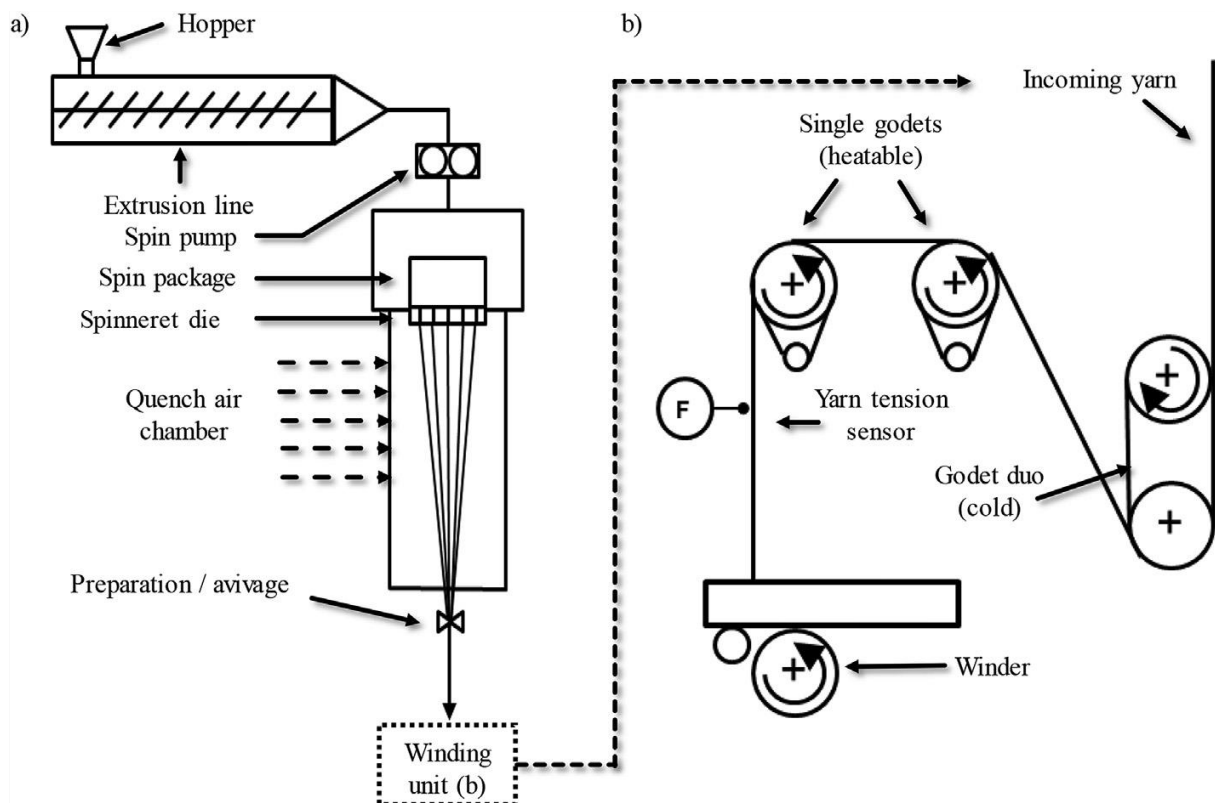 a)
Hopper
Extrusion line
Spin pump
Spin package
Spinneret die
Quench air
chamber
Preparation / avivage
Winding
unit (b)
b)
Incoming yarn
Single godets
(heatable)
F
Yarn tension
sensor
Godet duo
(cold)
Winder